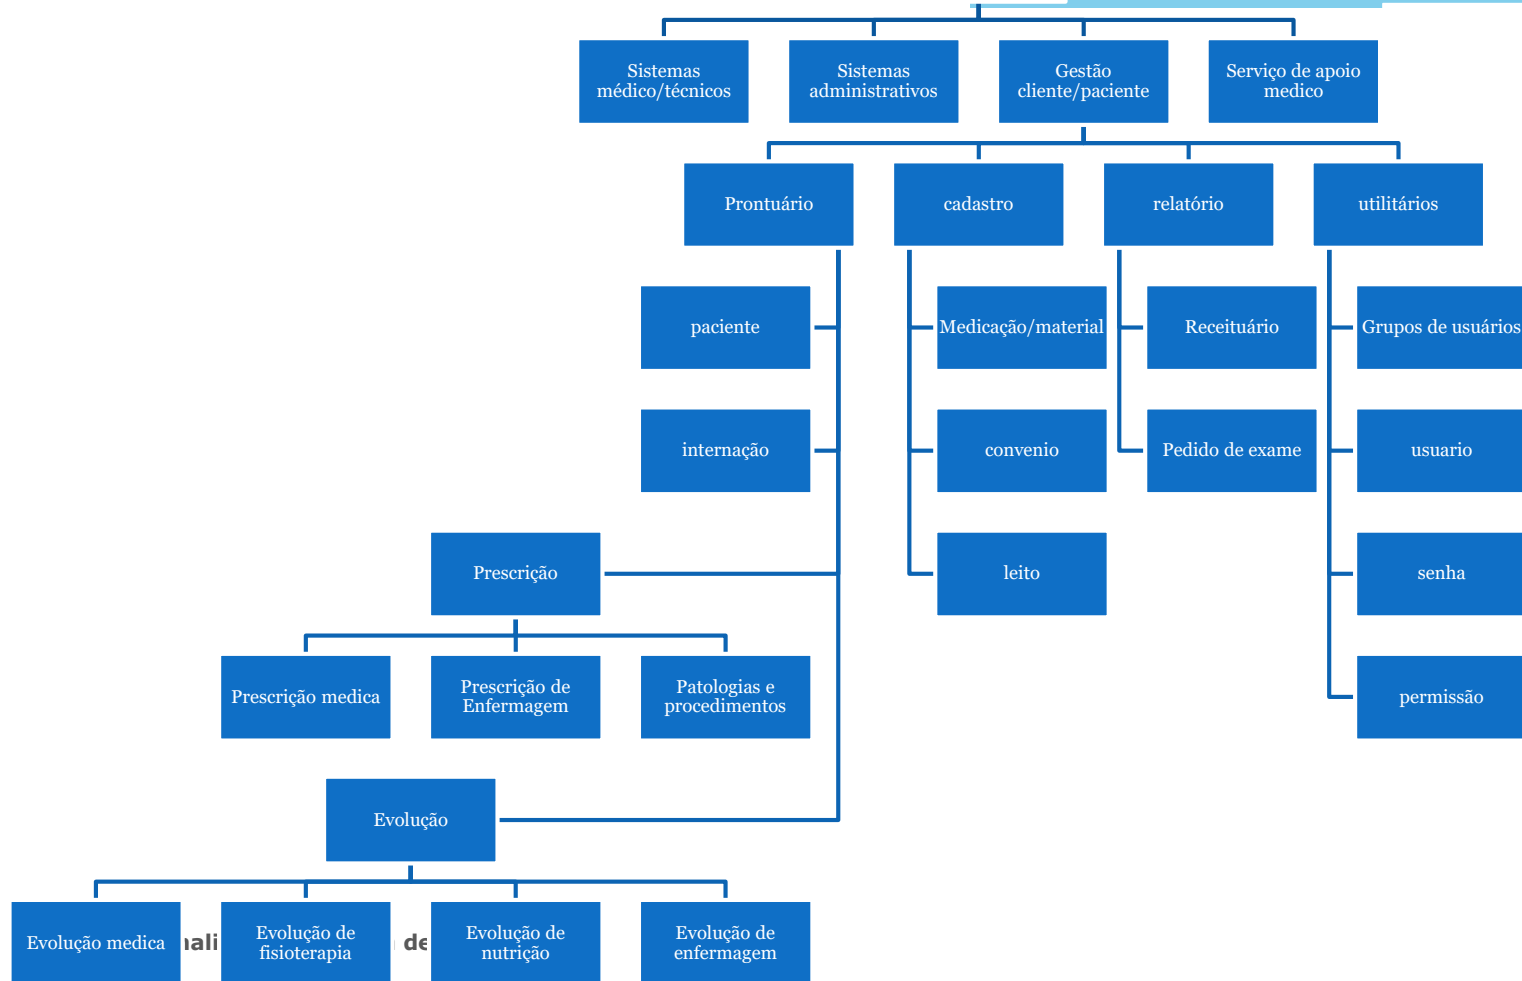 Sistemas
médico/técnicos
Sistemas
administrativos
Gestão
cliente/paciente
Serviço de apoio
medico
Prontuário
cadastro
relatório
utilitários
paciente
Medicação/material
Receituário
Grupos de usuários
internação
convenio
Pedido de exame
usuario
Prescrição
leito
senha
Prescrição medica
Prescrição de
Enfermagem
Patologias e
procedimentos
permissão
Evolução
Evolução medica
Evolução de
fisioterapia
de
Evolução de
nutrição
Evolução de
enfermagem